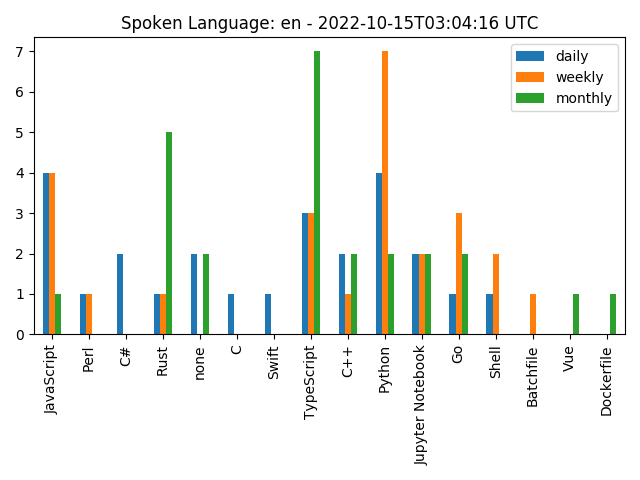 Spoken Language: en - 2022-10-15T03:04:16 UTC
daily
weekly
monthly
7
6
5
4
3
2
1
0
JavaScript
Perl
C#
Rust
none
C
Swift
TypeScript
C++
Python
Jupyter Notebook
Go
Shell
Batchfile
Vue
Dockerfile